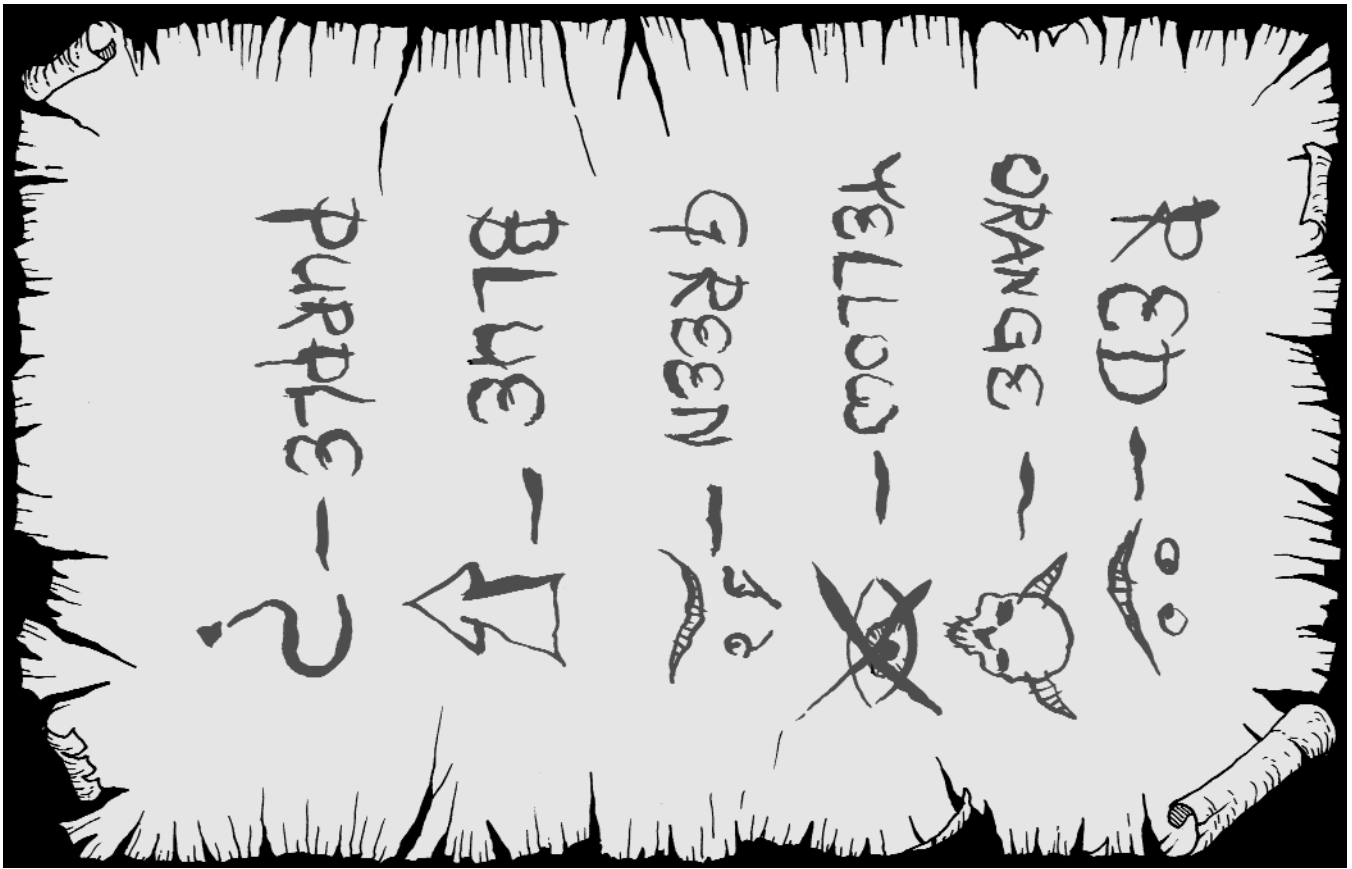 RED -
ORANGE -
YELLOW -
GREEN -
BLUE -
PURPLE - ?